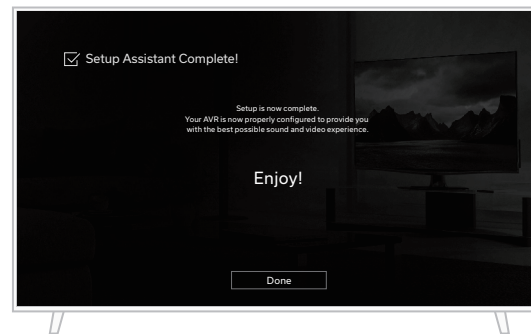 Setup Assistant Complete!
Setup is now complete.
Your AVR is now properly configured to provide you
with the best possible sound and video experience.
Enjoy!
Done